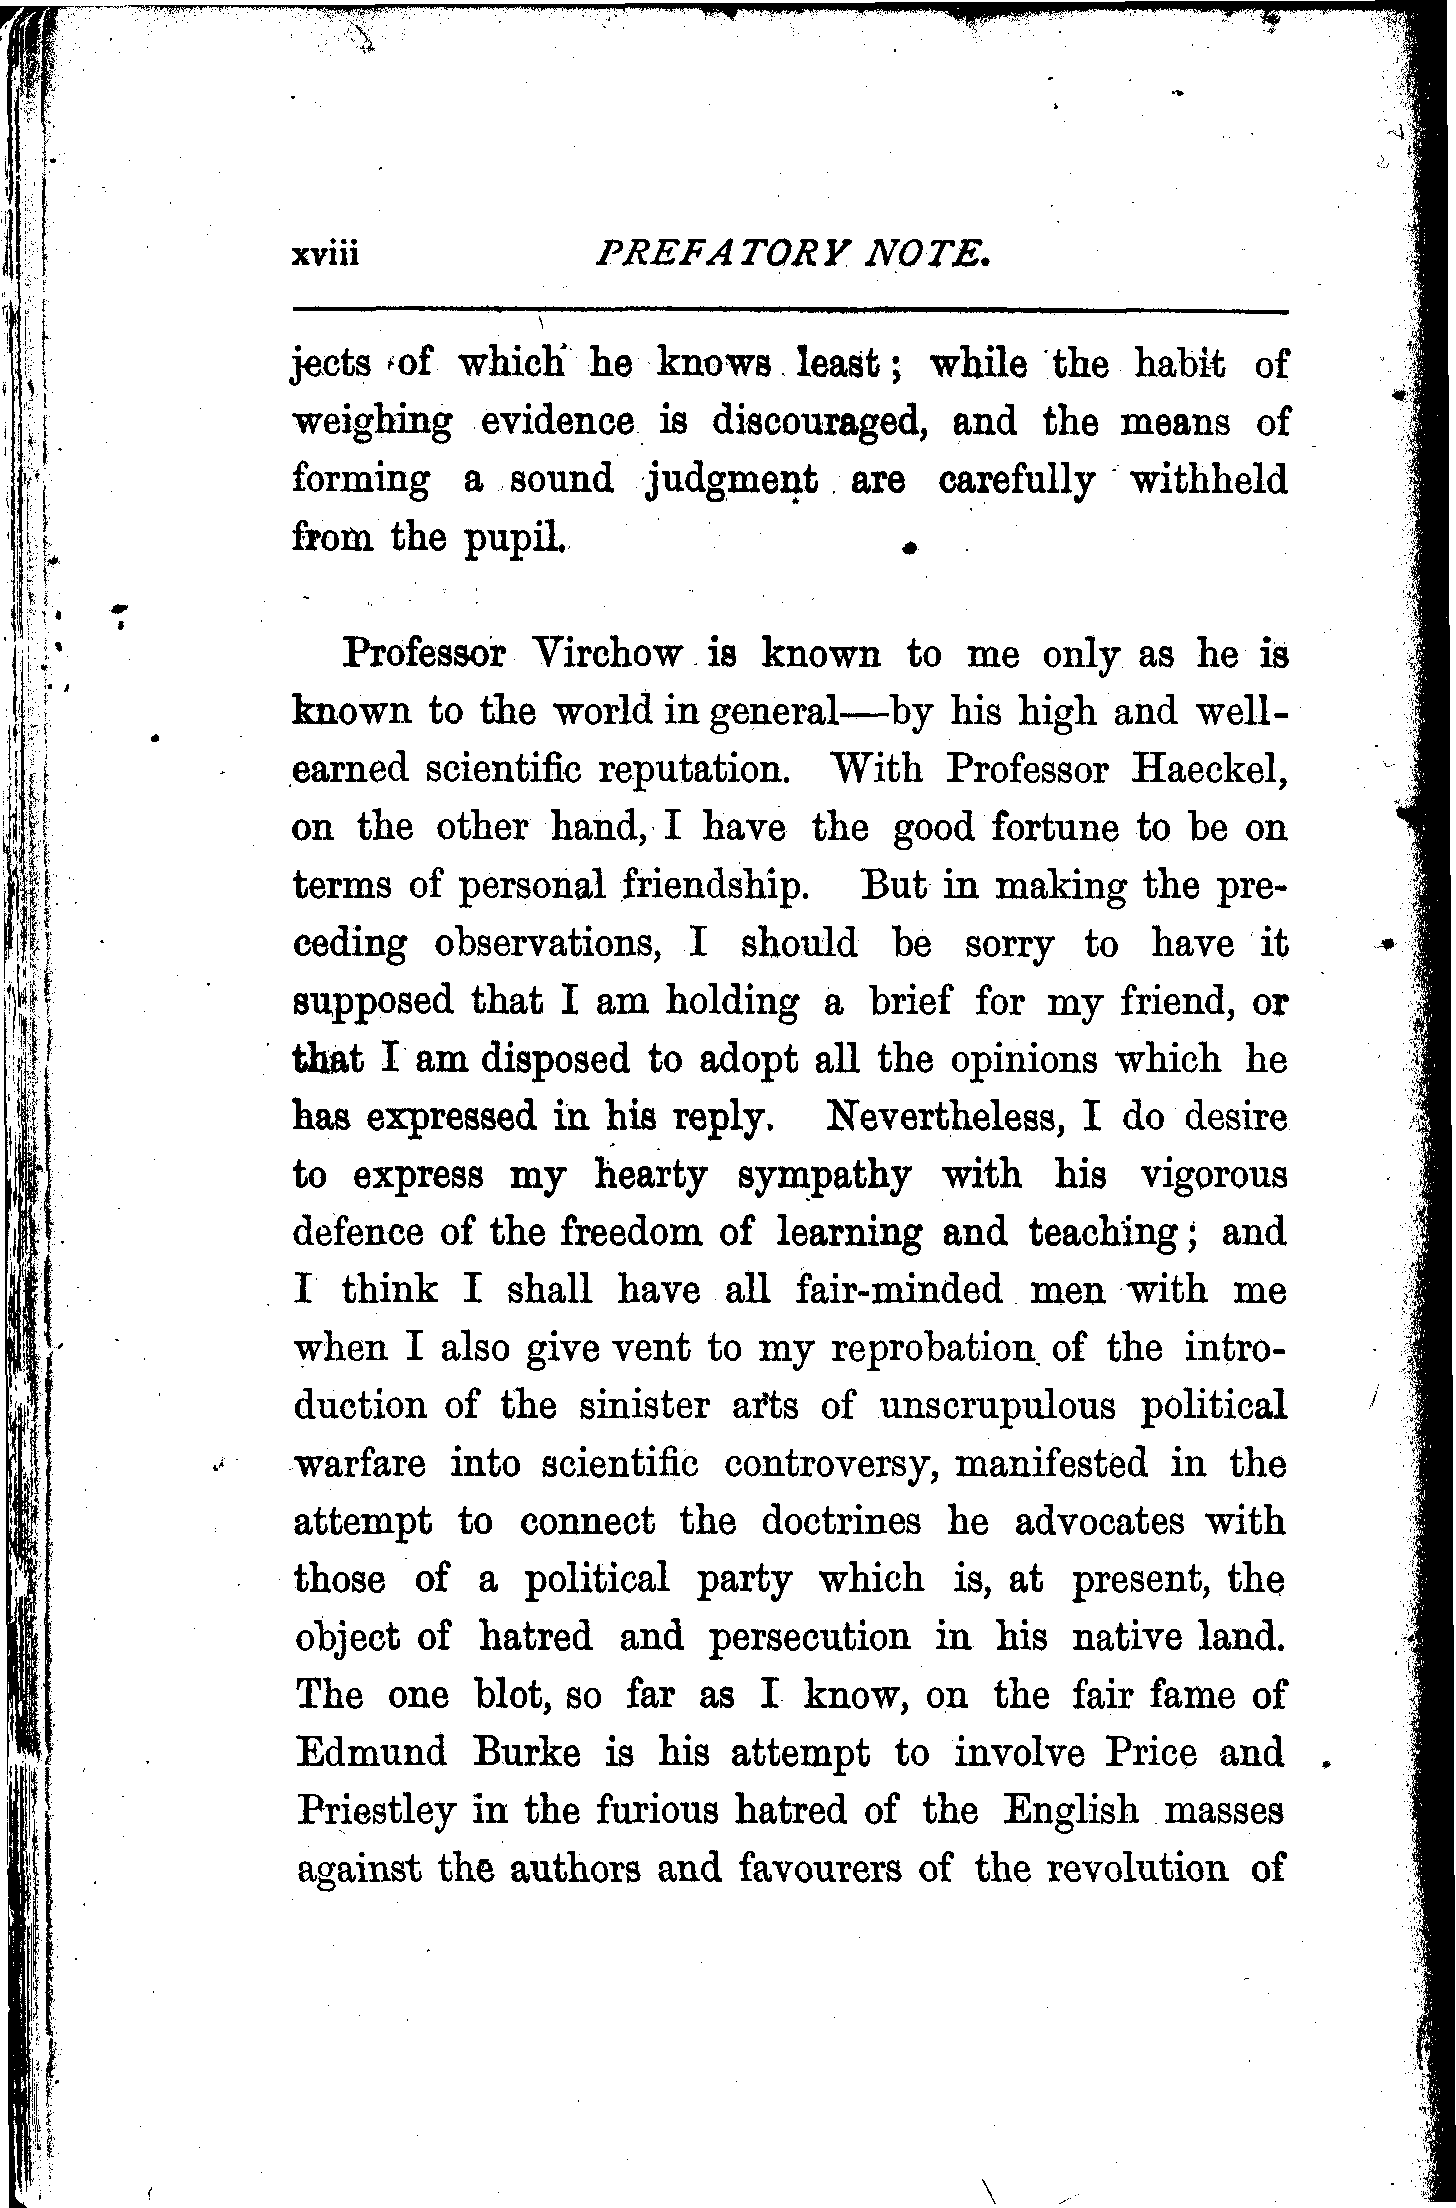 xviii PREFATORY NOTE.
jects of which he knows least; while the habit of
weighing evidence is discouraged, and the means of
forming a sound judgment are carefully withheld
from the pupil.
Professor Virchow is known to me only as he is
known to the world in general—by his high and well-
earned scientific reputation. With Professor Haeckel,
on the other hand, I have the good fortune to be on
terms of personal friendship. But in making the pre-
ceding observations, I should be sorry to have it
supposed that I am holding a brief for my friend, or
that I am disposed to adopt all the opinions which he
has expressed in his reply. Nevertheless, I do desire
to express my hearty sympathy with his vigorous
defence of the freedom of learning and teaching; and
I think I shall have all fair-minded men with me
when I also give vent to my reprobation of the intro-
duction of the sinister arts of unscrupulous political
warfare into scientific controversy, manifested in the
attempt to connect the doctrines he advocates with
those of a political party which is, at present, the
object of hatred and persecution in his native land.
The one blot, so far as I know, on the fair fame of
Edmund Burke is his attempt to involve Price and
Priestley in the furious hatred of the English masses
against the authors and favourers of the revolution of